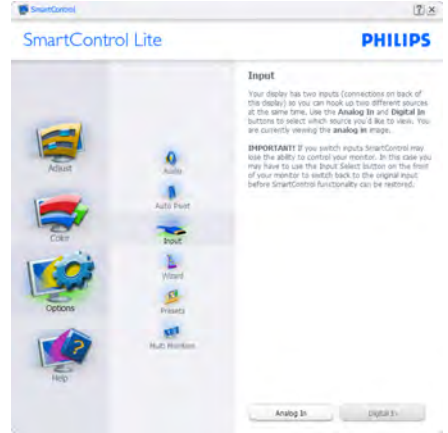 SmartControl
SmartControl Lite
PHILIPS
Adjust
Color
Options
Help
Audio
Auto Pivot
Input
Wizard
Presets
Multi Monitors
Input
Your display has two inputs (connections on back of
the display) so you can hook up two different sources
at the same time. Use the Analog In and Digital In
buttons to select which source you'd like to view. You
are currently viewing the analog in image.
IMPORTANT! If you switch inputs SmartControl may
lose the ability to control your monitor. In the case you
may have to use the Input Select button on the front
of your monitor to switch back to the original input
before SmartControl functionality can be restored.
Analog In
Digital In